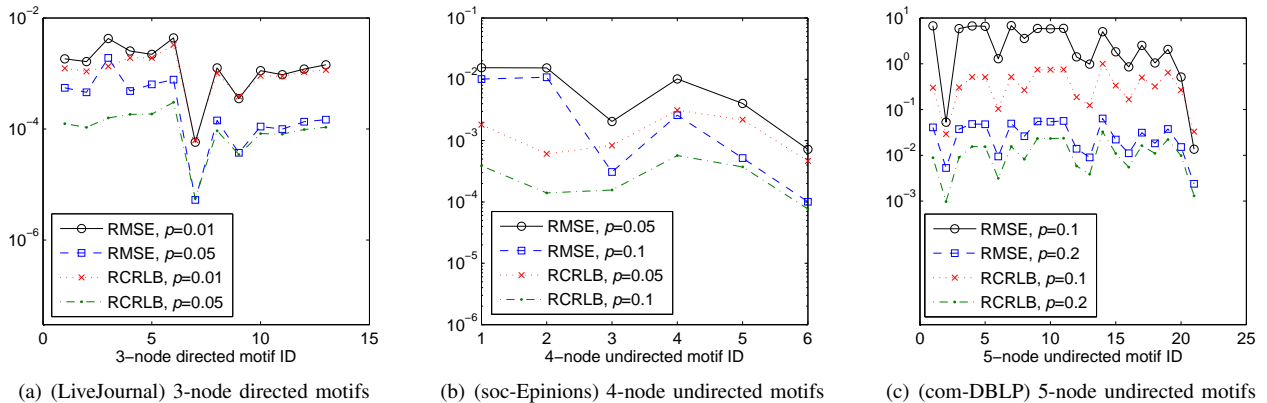 10−2
10−4
10−6
0 5 10 15
3−node directed motif ID
RMSE, p=0.01
RMSE, p=0.05
RCRLB, p=0.01
RCRLB, p=0.05
(a) (LiveJournal) 3-node directed motifs
10−1
10−2
10−3
10−4
10−5
10−6
1 2 3 4 5 6
4−node undirected motif ID
RMSE, p=0.05
RMSE, p=0.1
RCRLB, p=0.05
RCRLB, p=0.1
(b) (soc-Epinions) 4-node undirected motifs
101
100
10−1
10−2
10−3
0 5 10 15 20 25
5−node undirected motif ID
RMSE, p=0.1
RMSE, p=0.2
RCRLB, p=0.1
RCRLB, p=0.2
(c) (com-DBLP) 5-node undirected motifs